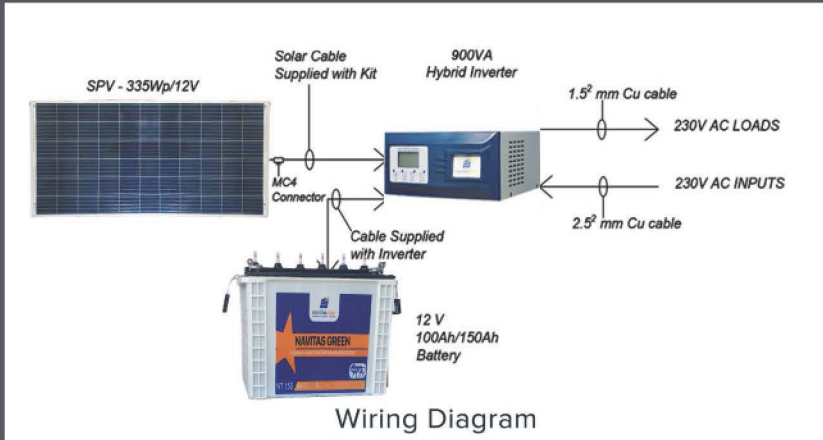 SPV - 335Wp/12V
Solar Cable
Supplied with Kit
900VA
Hybrid Inverter
1.5² mm Cu cable
230V AC LOADS
MC4
Connector
230V AC INPUTS
2.5² mm Cu cable
Cable Supplied
with Inverter
NAVITAS GREEN
NT 150
12 V
100Ah/150Ah
Battery
Wiring Diagram